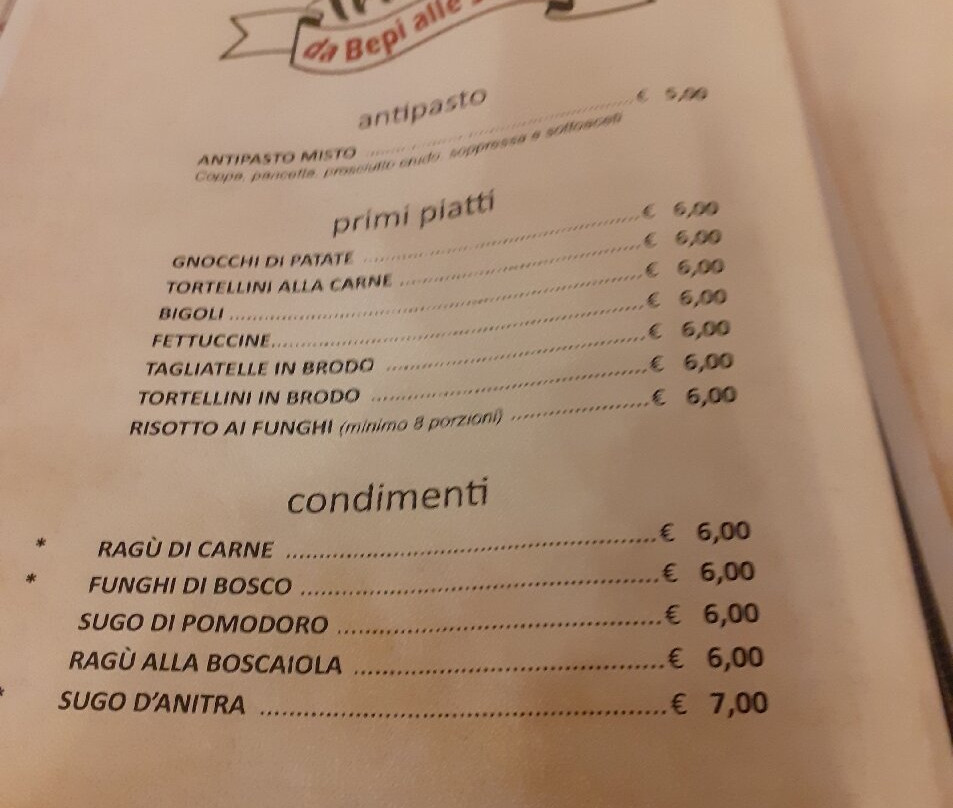 da Bepi alle
antipasto
ANTIPASTO MISTO ........ € 5,00
Coppa, pancetta, prosciutto crudo, soppressa e sottoaceti
primi piatti
GNOCCHI DI PATATE ........ € 6,00
TORTELLINI ALLA CARNE ........ € 6,00
BIGOLI ........ € 6,00
FETTUCCINE........ € 6,00
TAGLIATELLE IN BRODO ........ € 6,00
TORTELLINI IN BRODO ........ € 6,00
RISOTTO AI FUNGHI (minimo 8 porzioni) ........ € 6,00
condimenti
* RAGÙ DI CARNE ........ € 6,00
* FUNGHI DI BOSCO ........ € 6,00
SUGO DI POMODORO ........ € 6,00
RAGÙ ALLA BOSCAIOLA ........ € 6,00
* SUGO D'ANITRA ........ € 7,00